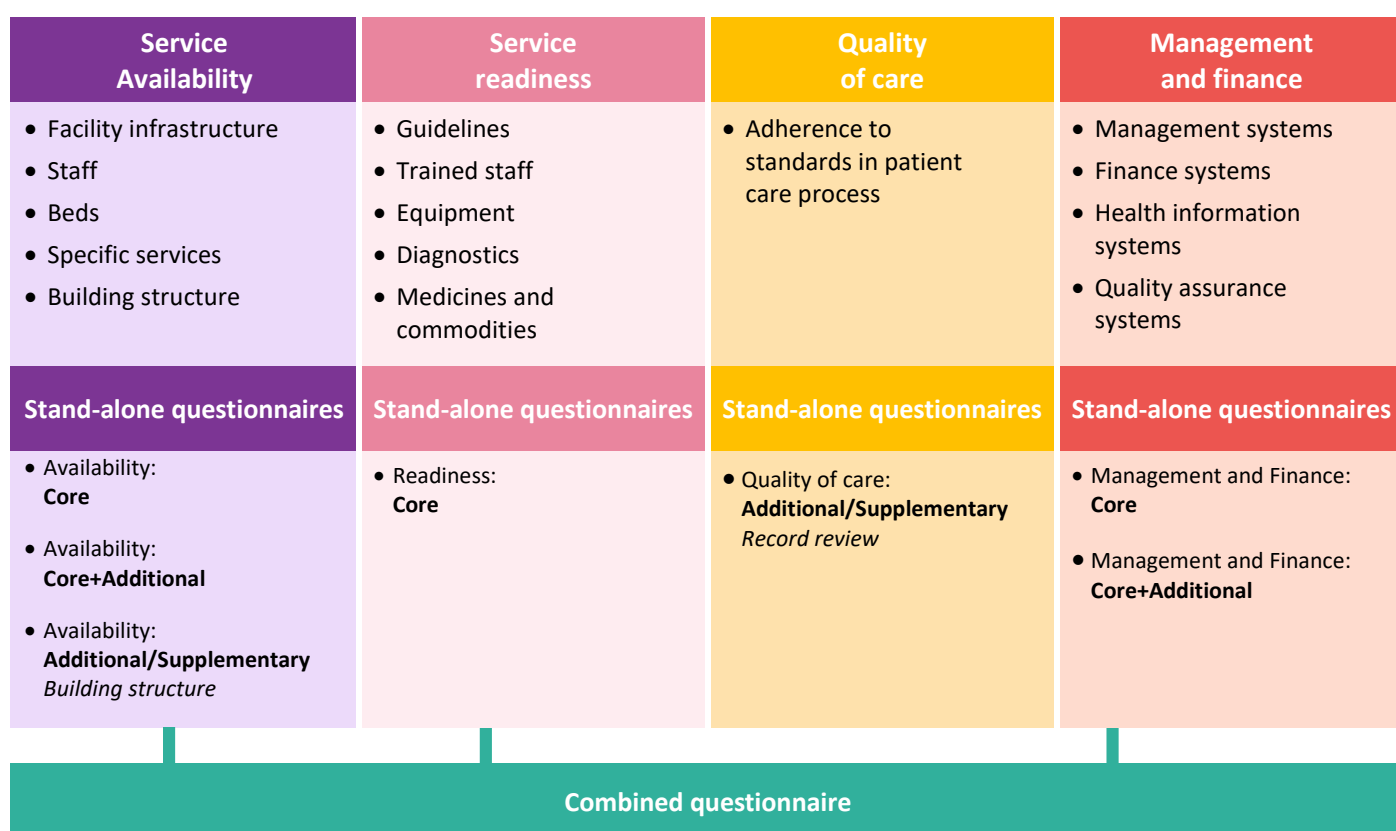 Service
Availability
• Facility infrastructure
• Staff
• Beds
• Specific services
• Building structure
Stand-alone questionnaires
• Availability:
Core
• Availability:
Core+Additional
• Availability:
Additional/Supplementary
Building structure
Service
readiness
• Guidelines
• Trained staff
• Equipment
• Diagnostics
• Medicines and
commodities
Stand-alone questionnaires
• Readiness:
Core
Quality
of care
• Adherence to
standards in patient
care process
Stand-alone questionnaires
• Quality of care:
Additional/Supplementary
Record review
Management
and finance
• Management systems
• Finance systems
• Health information
systems
• Quality assurance
systems
Stand-alone questionnaires
• Management and Finance:
Core
• Management and Finance:
Core+Additional
Combined questionnaire